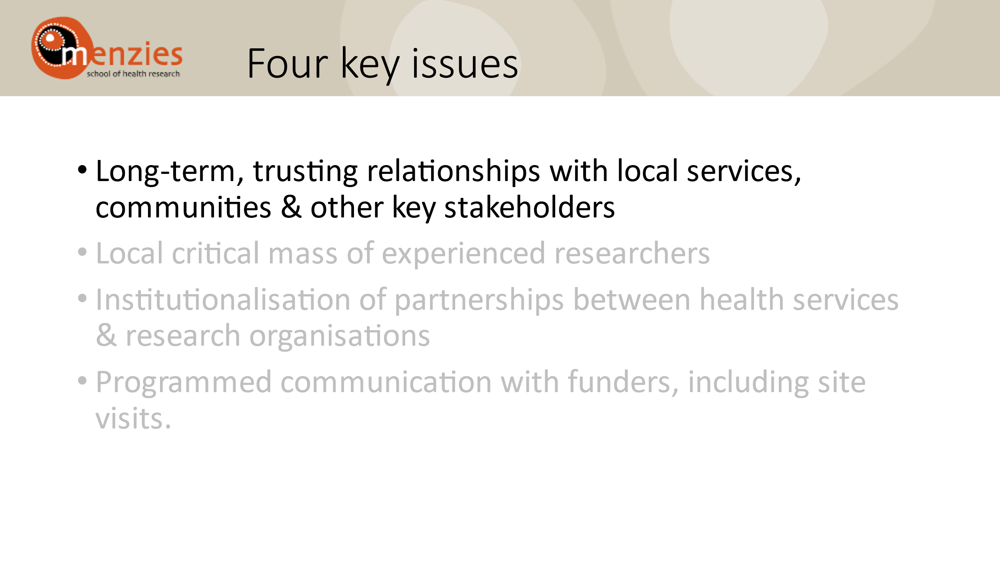 menzies
school of health research
Four key issues
• Long-term, trusting relationships with local services,
communities & other key stakeholders
• Local critical mass of experienced researchers
• Institutionalisation of partnerships between health services
& research organisations
• Programmed communication with funders, including site
visits.